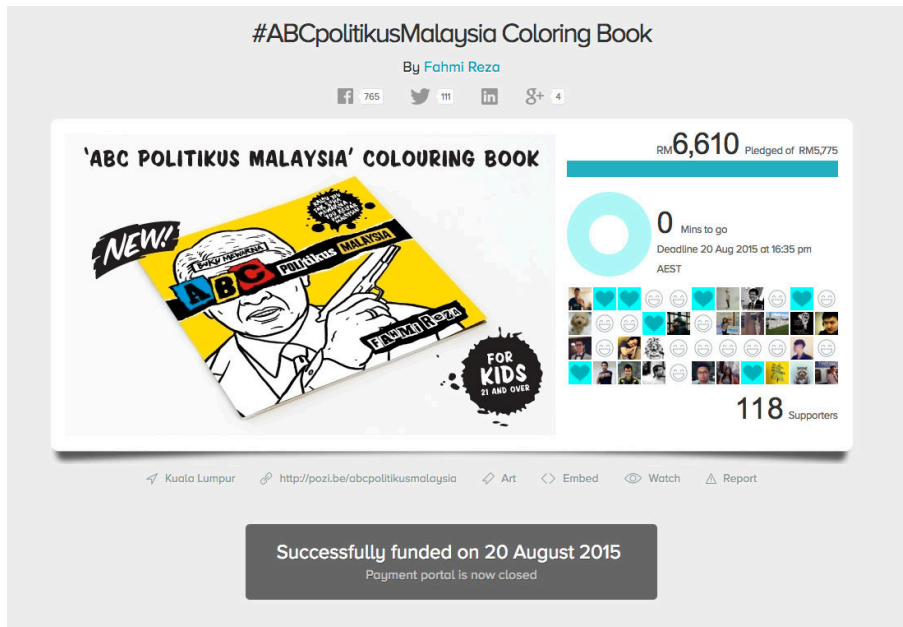 #ABCpolitikusMalaysia Coloring Book
By Fahmi Reza
765 111 4
'ABC POLITIKUS MALAYSIA' COLOURING BOOK
NEW!
BUKU MEWARNA
ABC POLITIKUS MALAYSIA
FAHMI REZA
FOR
KIDS
21 AND OVER
RM6,610 Pledged of RM5,775
0 Mins to go
Deadline 20 Aug 2015 at 16:35 pm
AEST
118 Supporters
Kuala Lumpur http://pozi.be/abcpolitikusmalaysia Art Embed Watch Report
Successfully funded on 20 August 2015
Payment portal is now closed